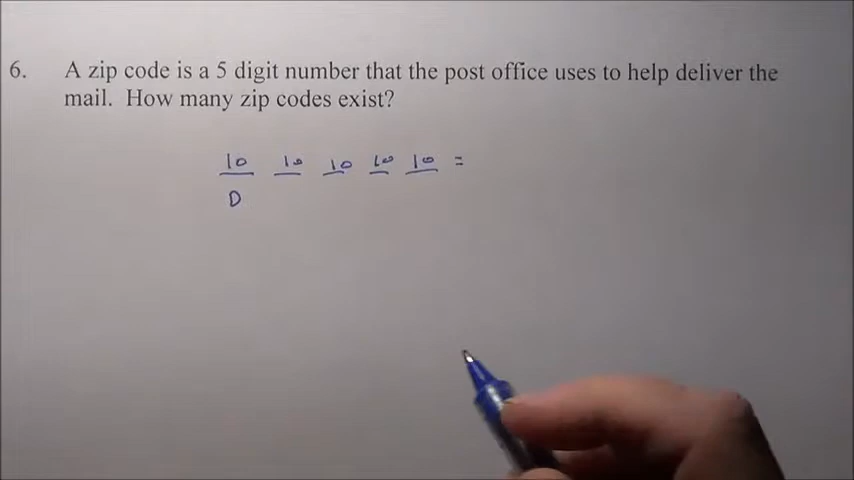 6. A zip code is a 5 digit number that the post office uses to help deliver the
mail. How many zip codes exist?
10 10 10 10 10 =
D